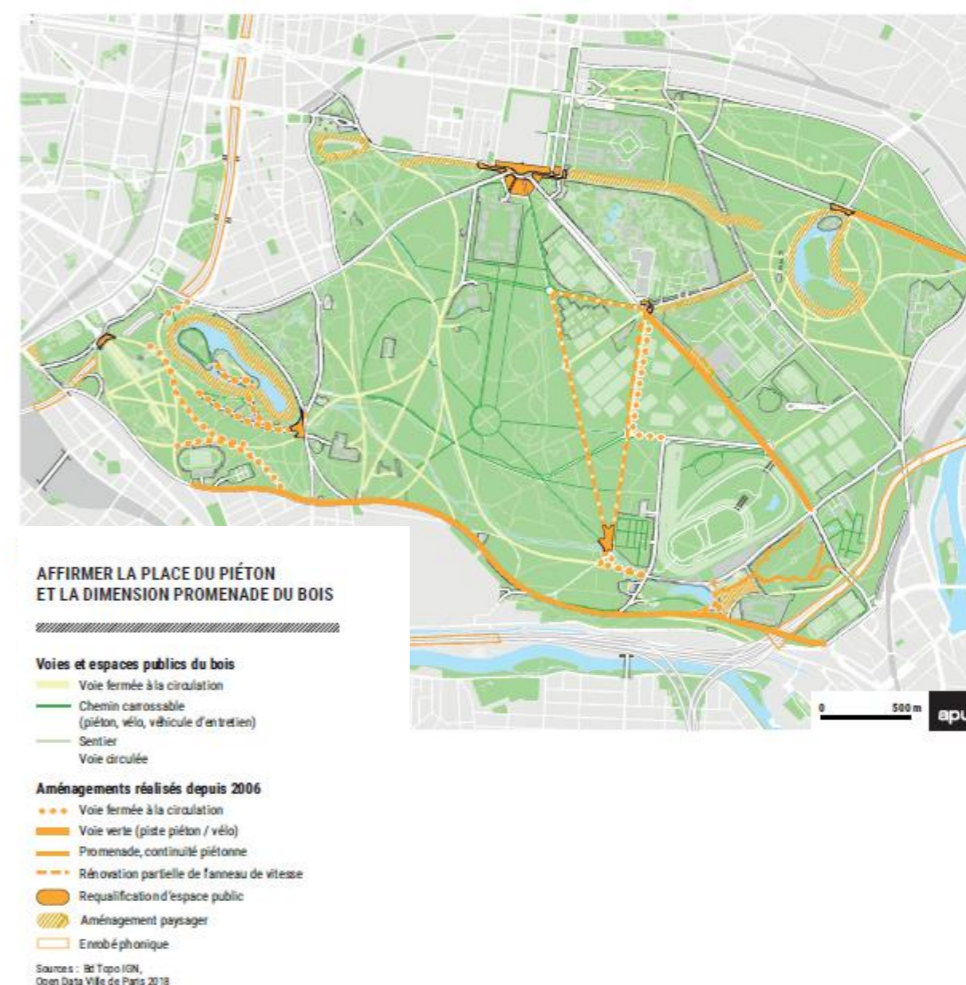 0 500 m
apu
AFFIRMER LA PLACE DU PIÉTON
ET LA DIMENSION PROMENADE DU BOIS
Voies et espaces publics du bois
Voie fermée à la circulation
Chemin carrossable
(piéton, vélo, véhicule d'entretien)
Sentier
Voie circulée
Aménagements réalisés depuis 2006
Voie fermée à la circulation
Voie verte (piste piéton / vélo)
Promenade, continuité piétonne
Rénovation partielle de l'anneau de vitesse
Requalification d'espace public
Aménagement paysager
Enrobé phonique
Sources : Bd Topo IGN,
Open Data Ville de Paris 2018